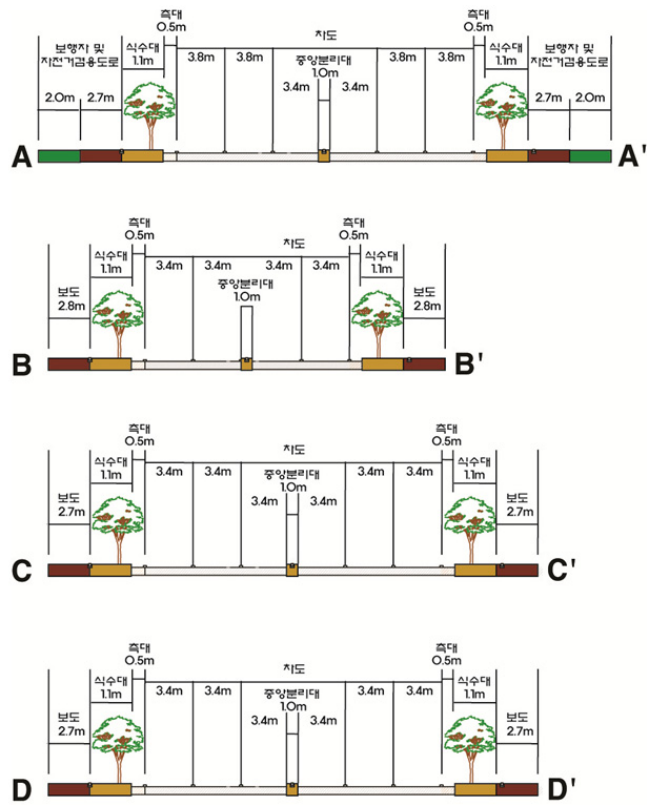 측대
0.5m
차도
측대
0.5m
보행자 및
자전거겸용도로
식수대
1.1m
3.8m
3.8m
중앙분리대
1.0m
3.8m
3.8m
식수대
1.1m
보행자 및
자전거겸용도로
2.0m
2.7m
3.4m
3.4m
2.7m
2.0m
A
A'
측대
0.5m
차도
측대
0.5m
식수대
1.1m
3.4m
3.4m
3.4m
3.4m
식수대
1.1m
보도
2.8m
중앙분리대
1.0m
보도
2.8m
B
B'
측대
0.5m
차도
측대
0.5m
식수대
1.1m
3.4m
3.4m
중앙분리대
1.0m
3.4m
3.4m
식수대
1.1m
보도
2.7m
3.4m
3.4m
보도
2.7m
C
C'
측대
0.5m
차도
측대
0.5m
식수대
1.1m
3.4m
3.4m
중앙분리대
1.0m
3.4m
3.4m
식수대
1.1m
보도
2.7m
3.4m
3.4m
보도
2.7m
D
D'